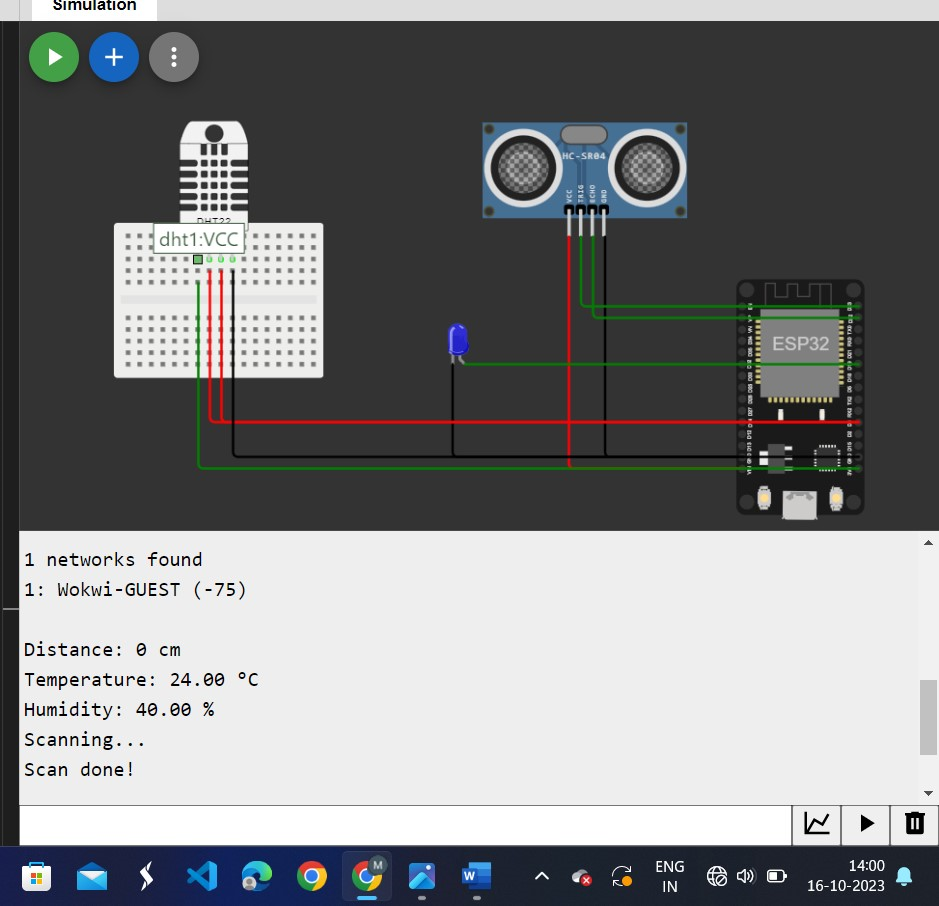 Simulation
HC-SR04
VCC
TRIG
ECHO
GND
DHT22
dht1:VCC
ESP32
1 networks found
1: Wokwi-GUEST (-75)
Distance: 0 cm
Temperature: 24.00 °C
Humidity: 40.00 %
Scanning...
Scan done!
M
ENG
IN
14:00
16-10-2023